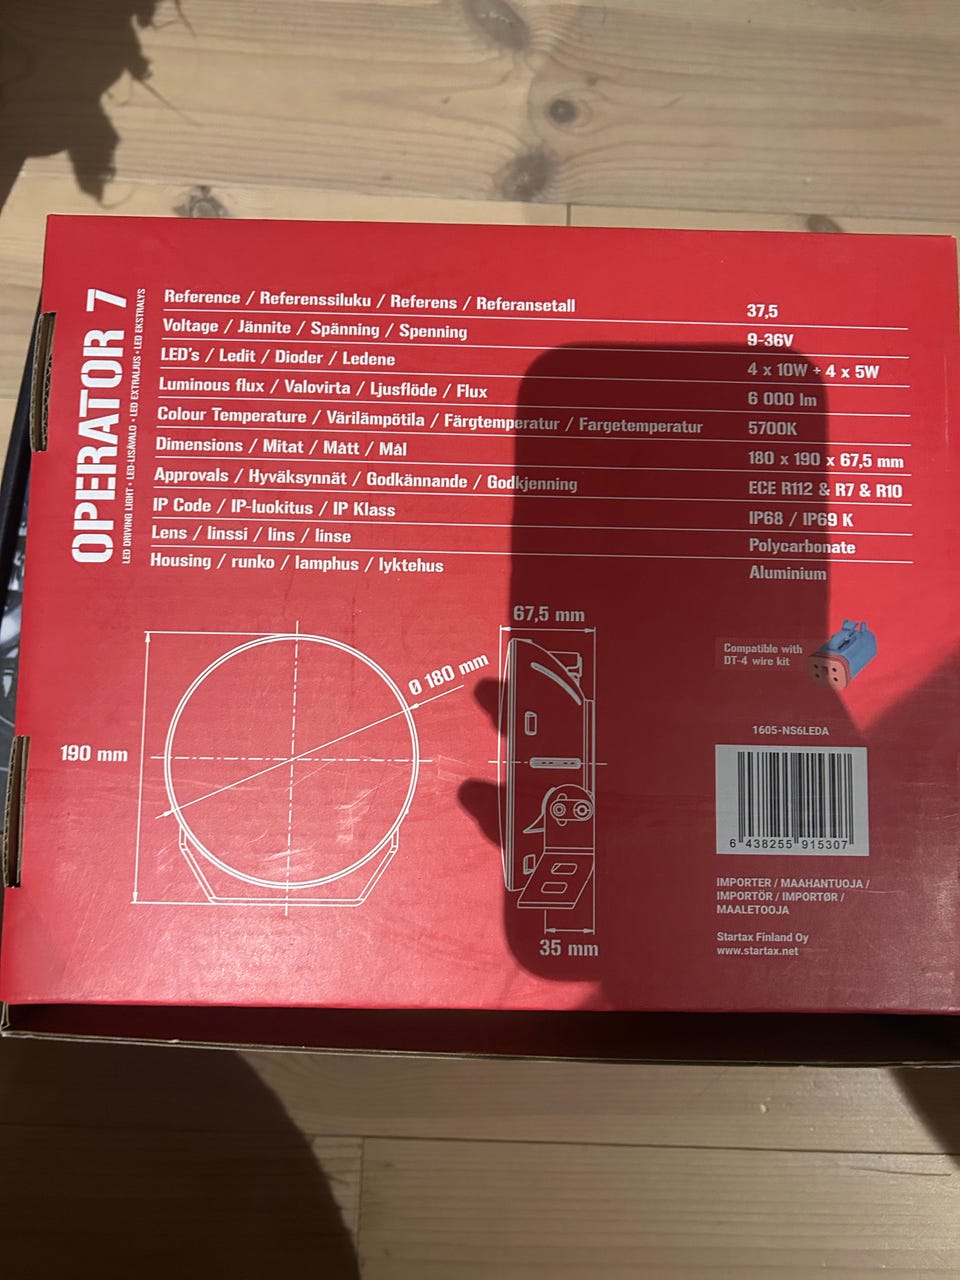 OPERATOR 7
LED DRIVING LIGHT • LED-LISÄVALO • LED EXTRALJUS • LED EKSTRALYS
Reference / Referenssiluku / Referens / Referansetall 37,5
Voltage / Jännite / Spänning / Spenning 9-36V
LED's / Ledit / Dioder / Ledene 4 x 10W + 4 x 5W
Luminous flux / Valovirta / Ljusflöde / Flux 6 000 lm
Colour Temperature / Värilämpötila / Färgtemperatur / Fargetemperatur 5700K
Dimensions / Mitat / Mått / Mål 180 x 190 x 67,5 mm
Approvals / Hyväksynnät / Godkännande / Godkjenning ECE R112 & R7 & R10
IP Code / IP-luokitus / IP Klass IP68 / IP69 K
Lens / linssi / lins / linse Polycarbonate
Housing / runko / lamphus / lyktehus Aluminium
67,5 mm
Ø 180 mm
190 mm
35 mm
Compatible with
DT-4 wire kit
1605-NS6LEDA
6 438255 915307
IMPORTER / MAAHANTUOJA /
IMPORTÖR / IMPORTØR /
MAALETOOJA
Startax Finland Oy
www.startax.net